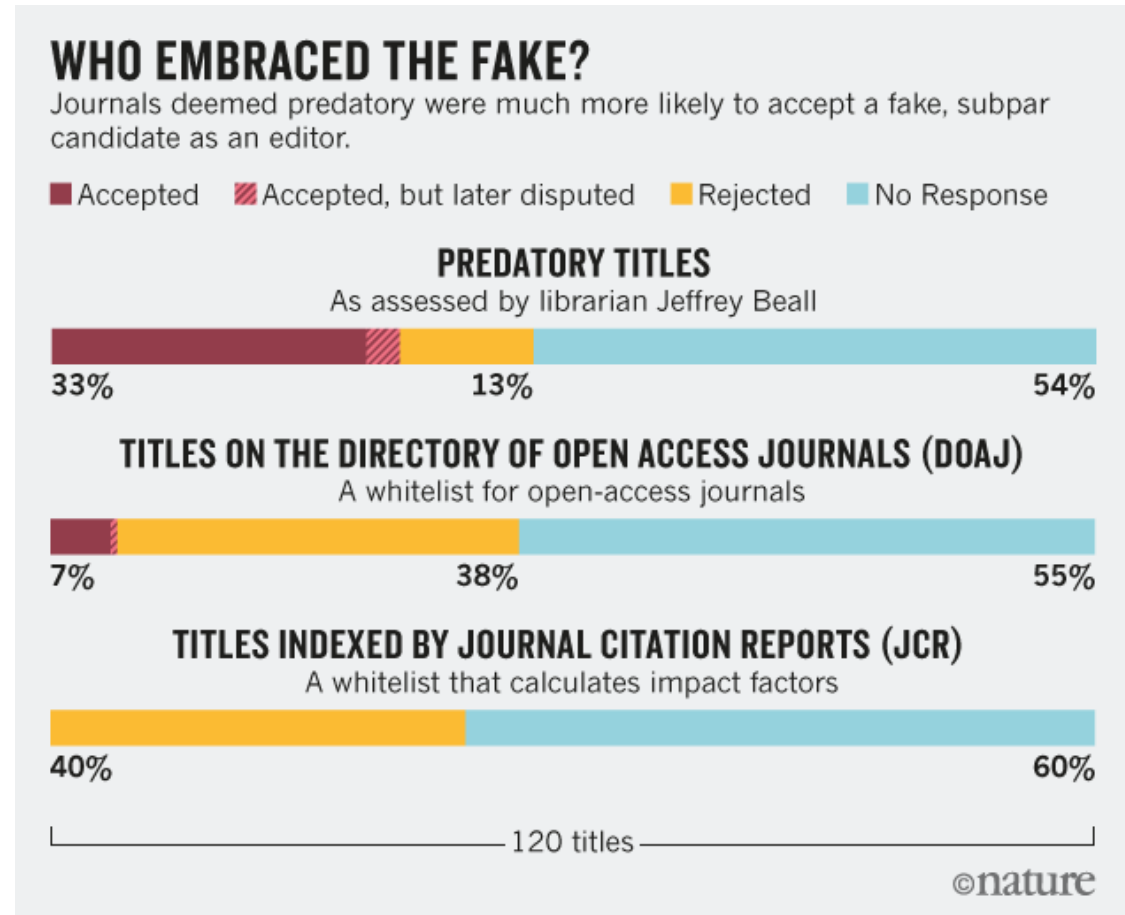 WHO EMBRACED THE FAKE?
Journals deemed predatory were much more likely to accept a fake, subpar
candidate as an editor.
Accepted Accepted, but later disputed Rejected No Response
PREDATORY TITLES
As assessed by librarian Jeffrey Beall
33% 13% 54%
TITLES ON THE DIRECTORY OF OPEN ACCESS JOURNALS (DOAJ)
A whitelist for open-access journals
7% 38% 55%
TITLES INDEXED BY JOURNAL CITATION REPORTS (JCR)
A whitelist that calculates impact factors
40% 60%
120 titles
©nature